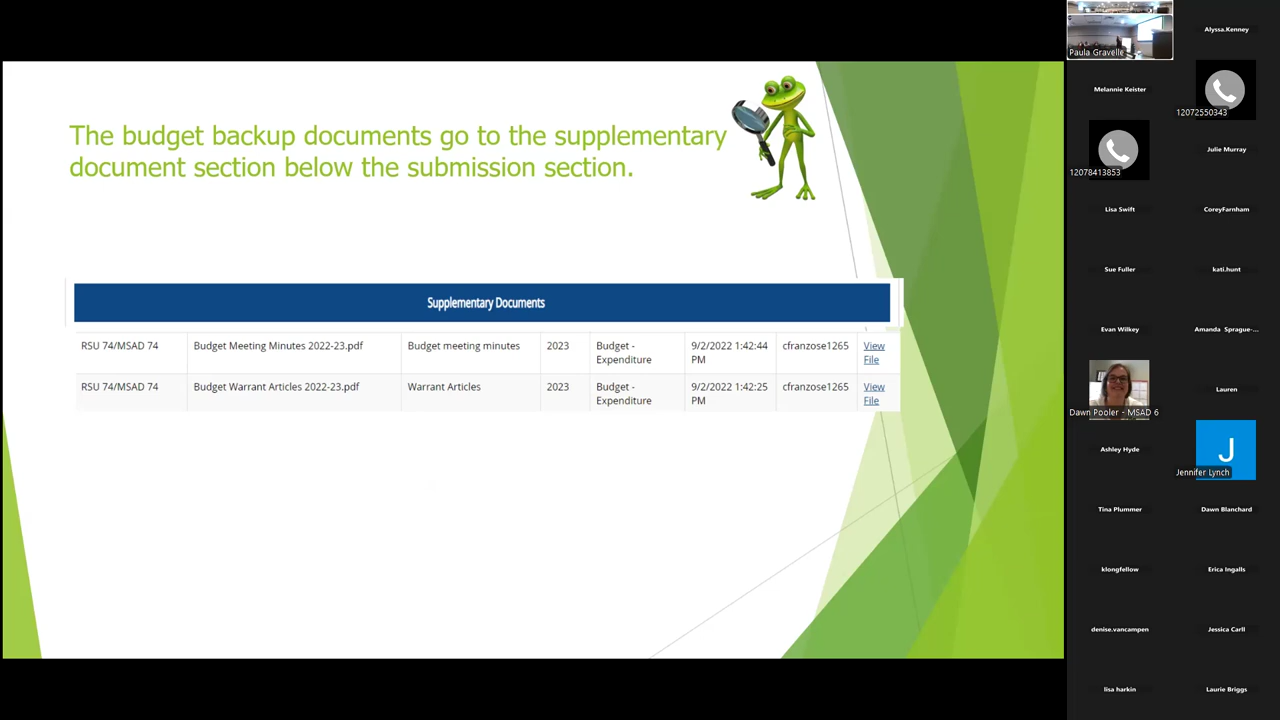 The budget backup documents go to the supplementary
document section below the submission section.
Supplementary Documents
RSU 74/MSAD 74 Budget Meeting Minutes 2022-23.pdf Budget meeting minutes 2023 Budget - 9/2/2022 1:42:44 cfranzose1265 View
Expenditure PM File
RSU 74/MSAD 74 Budget Warrant Articles 2022-23.pdf Warrant Articles 2023 Budget - 9/2/2022 1:42:25 cfranzose1265 View
Expenditure PM File
Paula Gravelle
Alyssa.Kenney
Melannie Keister
12072550343
12078413853
Julie Murray
Lisa Swift
CoreyFarnham
Sue Fuller
kati.hunt
Evan Wilkey
Amanda Sprague-...
Dawn Pooler - MSAD 6
Lauren
Ashley Hyde
J
Jennifer Lynch
Tina Plummer
Dawn Blanchard
klongfellow
Erica Ingalls
denise.vancampen
Jessica Carll
lisa harkin
Laurie Briggs